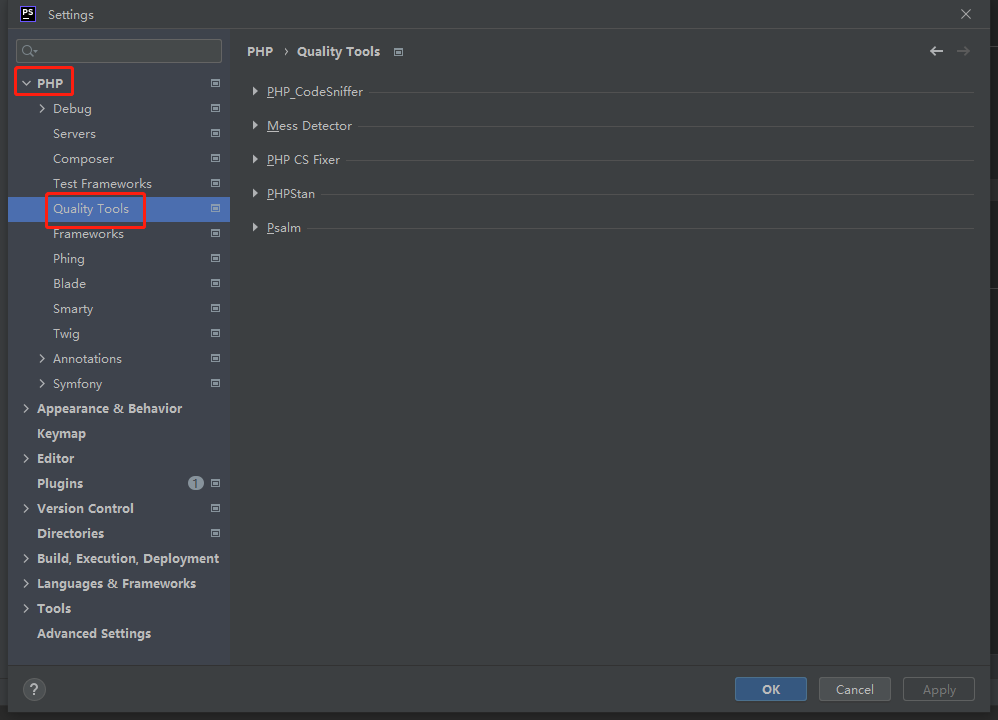 PS Settings
PHP
Debug
Servers
Composer
Test Frameworks
Quality Tools
Frameworks
Phing
Blade
Smarty
Twig
Annotations
Symfony
Appearance & Behavior
Keymap
Editor
Plugins 1
Version Control
Directories
Build, Execution, Deployment
Languages & Frameworks
Tools
Advanced Settings
PHP › Quality Tools
PHP_CodeSniffer
Mess Detector
PHP CS Fixer
PHPStan
Psalm
?
OK Cancel Apply